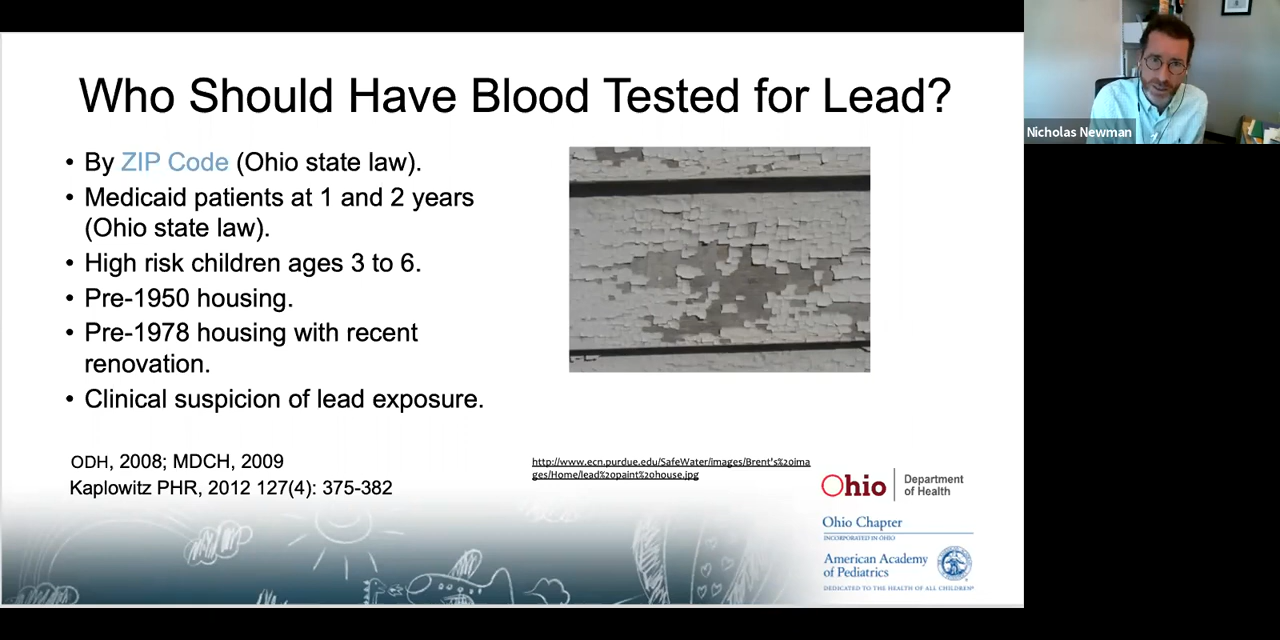 Who Should Have Blood Tested for Lead?
• By ZIP Code (Ohio state law).
• Medicaid patients at 1 and 2 years
(Ohio state law).
• High risk children ages 3 to 6.
• Pre-1950 housing.
• Pre-1978 housing with recent
renovation.
• Clinical suspicion of lead exposure.
ODH, 2008; MDCH, 2009
Kaplowitz PHR, 2012 127(4): 375-382
http://www.ecn.purdue.edu/SafeWater/images/Brent's%20ima
ges/Home/lead%20paint%20house.jpg
Ohio
Department
of Health
Ohio Chapter
INCORPORATED IN OHIO
American Academy
of Pediatrics
DEDICATED TO THE HEALTH OF ALL CHILDREN®
Nicholas Newman